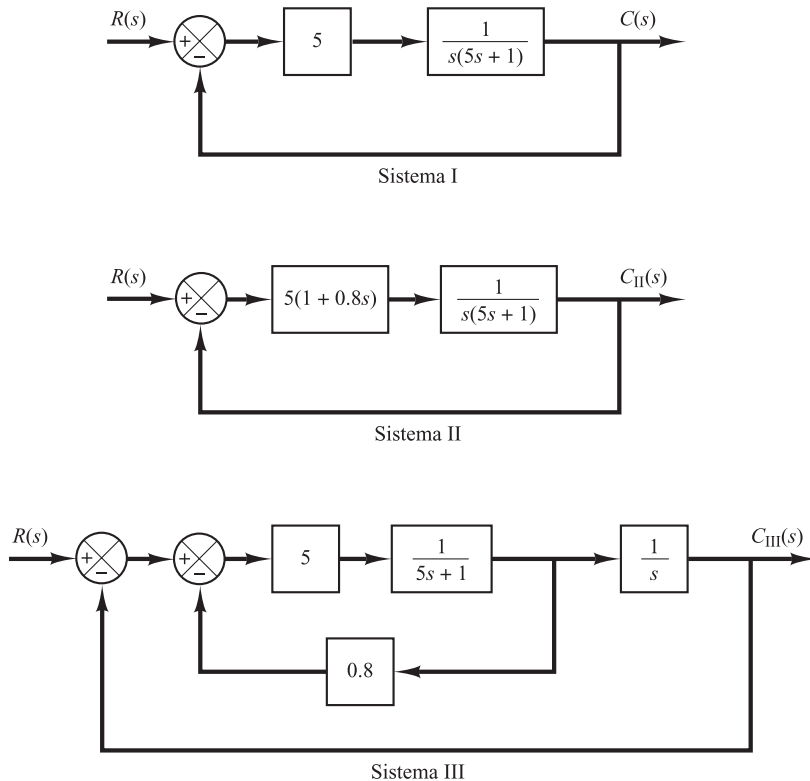 R(s) + − 5 1/s(5s + 1) C(s)
Sistema I
R(s) + − 5(1 + 0.8s) 1/s(5s + 1) C_II(s)
Sistema II
R(s) + − + − 5 1/5s + 1 1/s C_III(s)
0.8
Sistema III